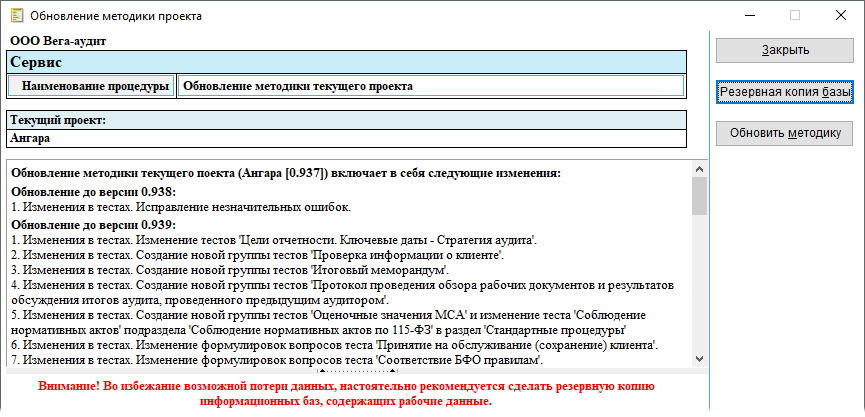 Обновление методики проекта
ООО Вега-аудит
Сервис
Наименование процедуры Обновление методики текущего проекта
Текущий проект:
Ангара
Обновление методики текущего поекта (Ангара [0.937]) включает в себя следующие изменения:
Обновление до версии 0.938:
1. Изменения в тестах. Исправление незначительных ошибок.
Обновление до версии 0.939:
1. Изменения в тестах. Изменение тестов 'Цели отчетности. Ключевые даты - Стратегия аудита'.
2. Изменения в тестах. Создание новой группы тестов 'Проверка информации о клиенте'.
3. Изменения в тестах. Создание новой группы тестов 'Итоговый меморандум'.
4. Изменения в тестах. Создание новой группы тестов 'Протокол проведения обзора рабочих документов и результатов
обсуждения итогов аудита, проведенного предыдущим аудитором'.
5. Изменения в тестах. Создание новой группы тестов 'Оценочные значения МСА' и изменение теста 'Соблюдение
нормативных актов' подраздела 'Соблюдение нормативных актов по 115-ФЗ' в раздел 'Стандартные процедуры'
6. Изменения в тестах. Изменение формулировок вопросов теста 'Принятие на обслуживание (сохранение) клиента'.
7. Изменения в тестах. Изменение формулировок вопросов теста 'Соответствие БФО правилам'.
Внимание! Во избежание возможной потери данных, настоятельно рекомендуется сделать резервную копию
информационных баз, содержащих рабочие данные.
Закрыть
Резервная копия базы
Обновить методику